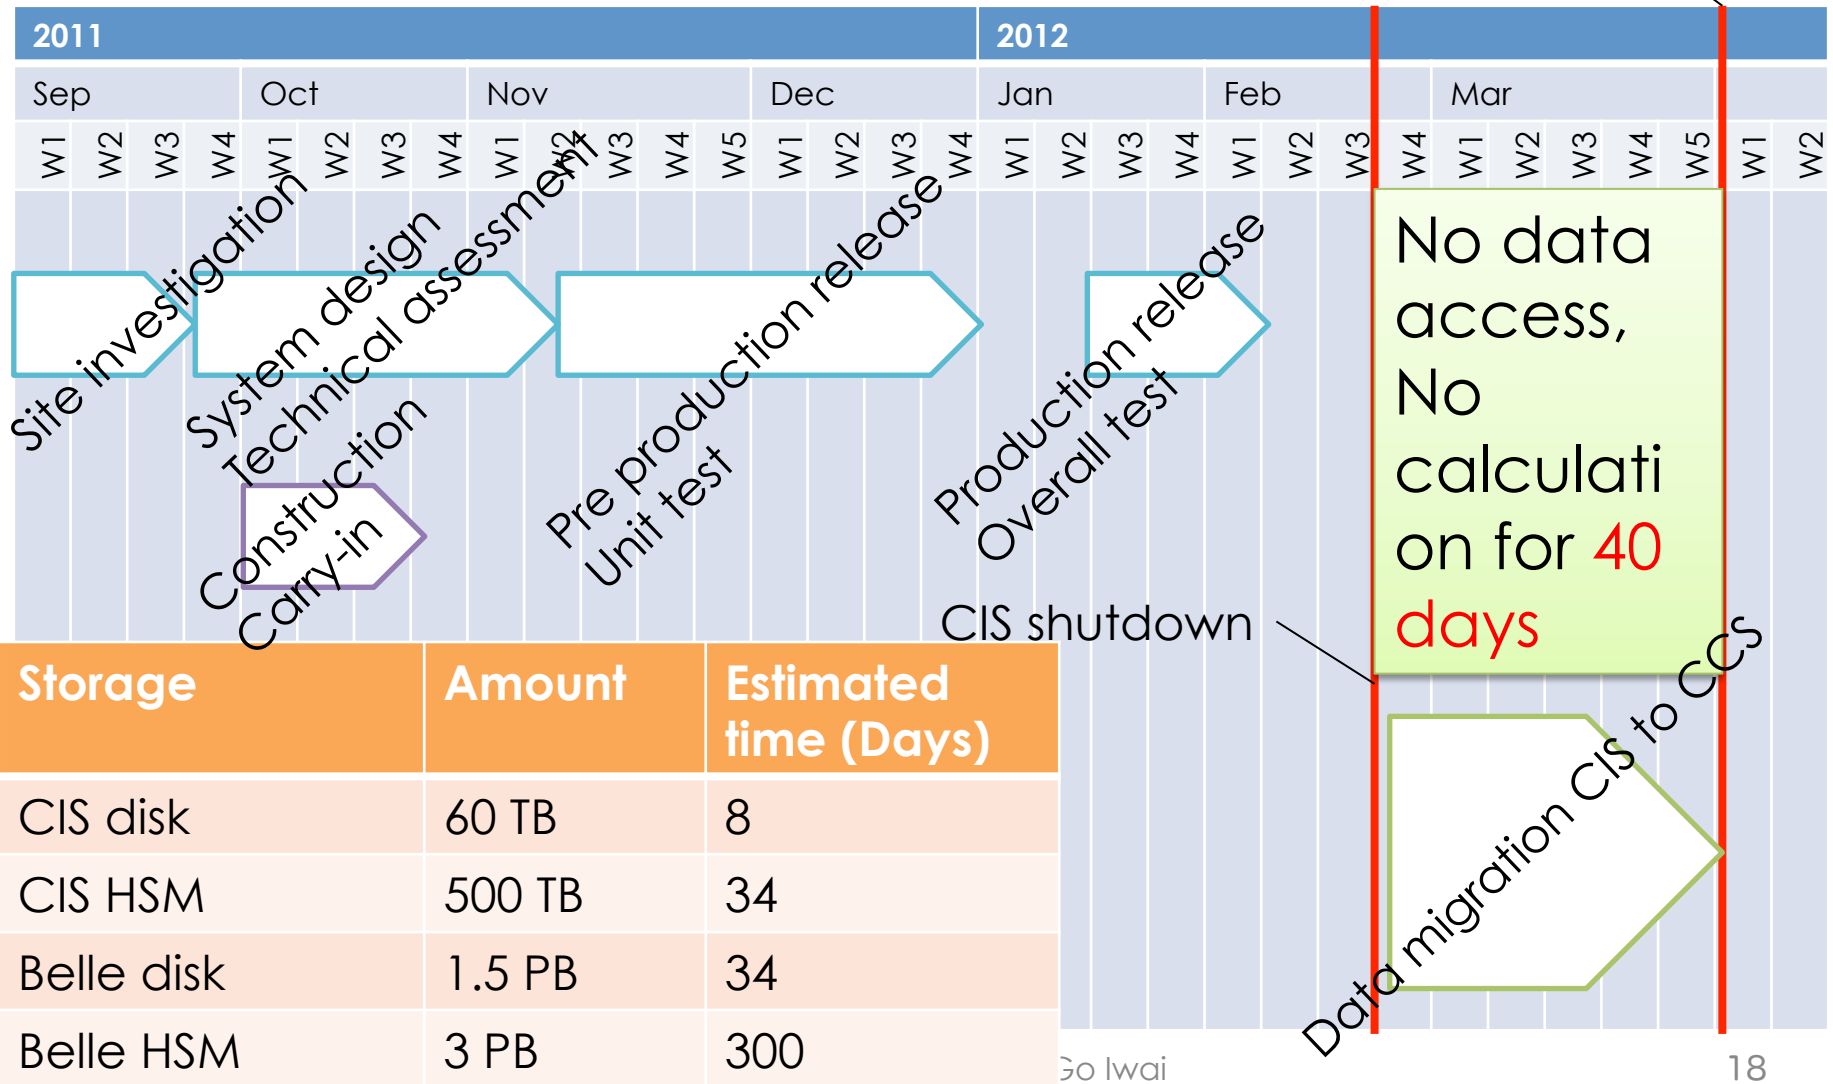 2011
2012
Sep
Oct
Nov
Dec
Jan
Feb
Mar
W1
W2
W3
W4
W1
W2
W3
W4
W1
W2
W3
W4
W5
W1
W2
W3
W4
W1
W2
W3
W4
W1
W2
W3
W4
W1
W2
W3
W4
W5
W1
W2
Site investigation
System design
Technical assessment
Construction
Carry-in
Pre production release
Unit test
Production release
Overall test
No data
access,
No
calculati
on for 40
days
CIS shutdown
Data migration CIS to CCS
Storage
Amount
Estimated
time (Days)
CIS disk
60 TB
8
CIS HSM
500 TB
34
Belle disk
1.5 PB
34
Belle HSM
3 PB
300
Go Iwai
18